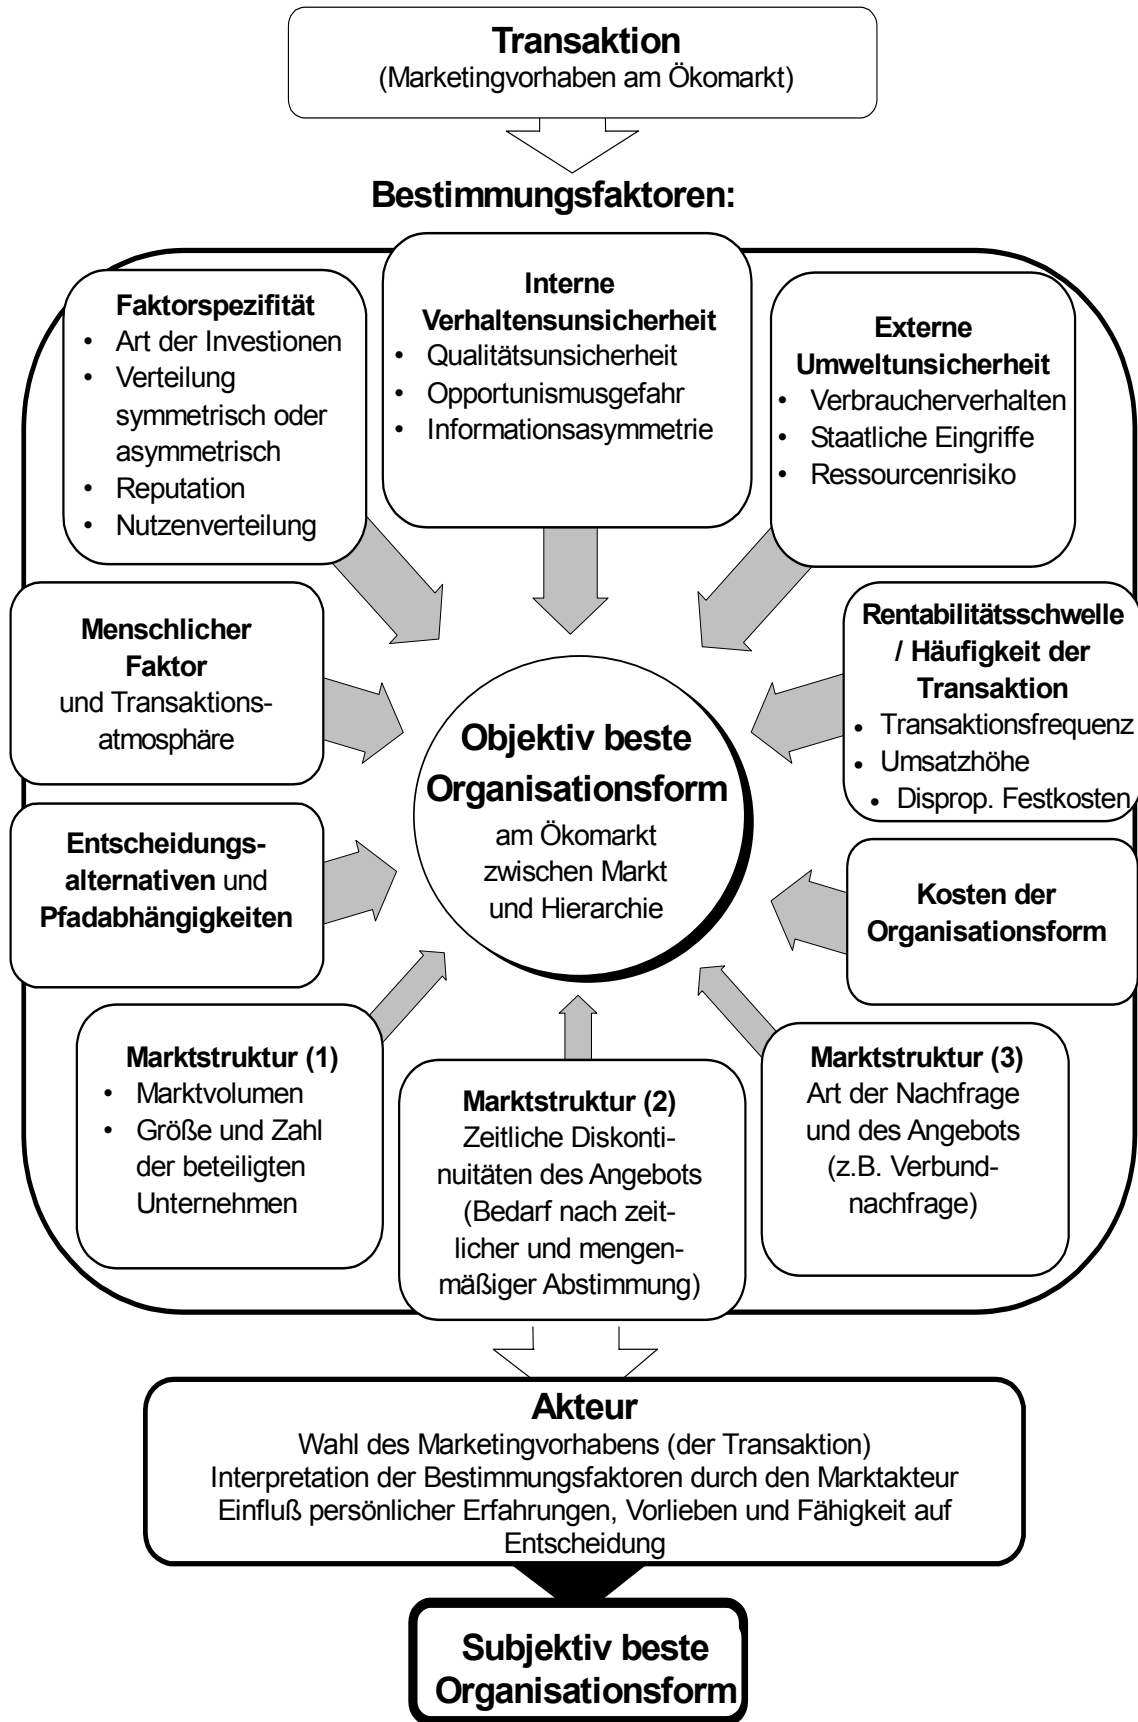 Transaktion
(Marketingvorhaben am Ökomarkt)
Bestimmungsfaktoren:
Faktorspezifität
• Art der Investionen
• Verteilung
symmetrisch oder
asymmetrisch
• Reputation
• Nutzenverteilung
Interne
Verhaltensunsicherheit
• Qualitätsunsicherheit
• Opportunismusgefahr
• Informationsasymmetrie
Externe
Umweltunsicherheit
• Verbraucherverhalten
• Staatliche Eingriffe
• Ressourcenrisiko
Menschlicher
Faktor
und Transaktions-
atmosphäre
Rentabilitätsschwelle
/ Häufigkeit der
Transaktion
• Transaktionsfrequenz
• Umsatzhöhe
• Disprop. Festkosten
Objektiv beste
Organisationsform
am Ökomarkt
zwischen Markt
und Hierarchie
Entscheidungs-
alternativen und
Pfadabhängigkeiten
Kosten der
Organisationsform
Marktstruktur (1)
• Marktvolumen
• Größe und Zahl
der beteiligten
Unternehmen
Marktstruktur (2)
Zeitliche Diskonti-
nuitäten des Angebots
(Bedarf nach zeit-
licher und mengen-
mäßiger Abstimmung)
Marktstruktur (3)
Art der Nachfrage
und des Angebots
(z.B. Verbund-
nachfrage)
Akteur
Wahl des Marketingvorhabens (der Transaktion)
Interpretation der Bestimmungsfaktoren durch den Marktakteur
Einfluß persönlicher Erfahrungen, Vorlieben und Fähigkeit auf
Entscheidung
Subjektiv beste
Organisationsform